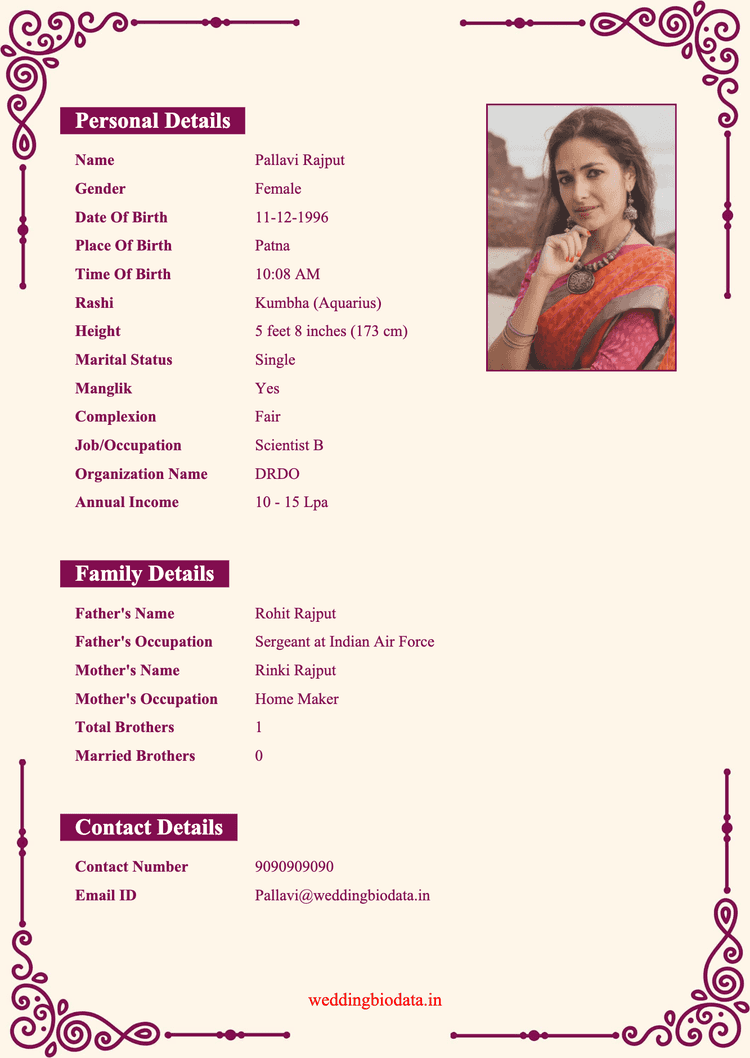 Personal Details
Name Pallavi Rajput
Gender Female
Date Of Birth 11-12-1996
Place Of Birth Patna
Time Of Birth 10:08 AM
Rashi Kumbha (Aquarius)
Height 5 feet 8 inches (173 cm)
Marital Status Single
Manglik Yes
Complexion Fair
Job/Occupation Scientist B
Organization Name DRDO
Annual Income 10 - 15 Lpa
Family Details
Father's Name Rohit Rajput
Father's Occupation Sergeant at Indian Air Force
Mother's Name Rinki Rajput
Mother's Occupation Home Maker
Total Brothers 1
Married Brothers 0
Contact Details
Contact Number 9090909090
Email ID Pallavi@weddingbiodata.in
weddingbiodata.in